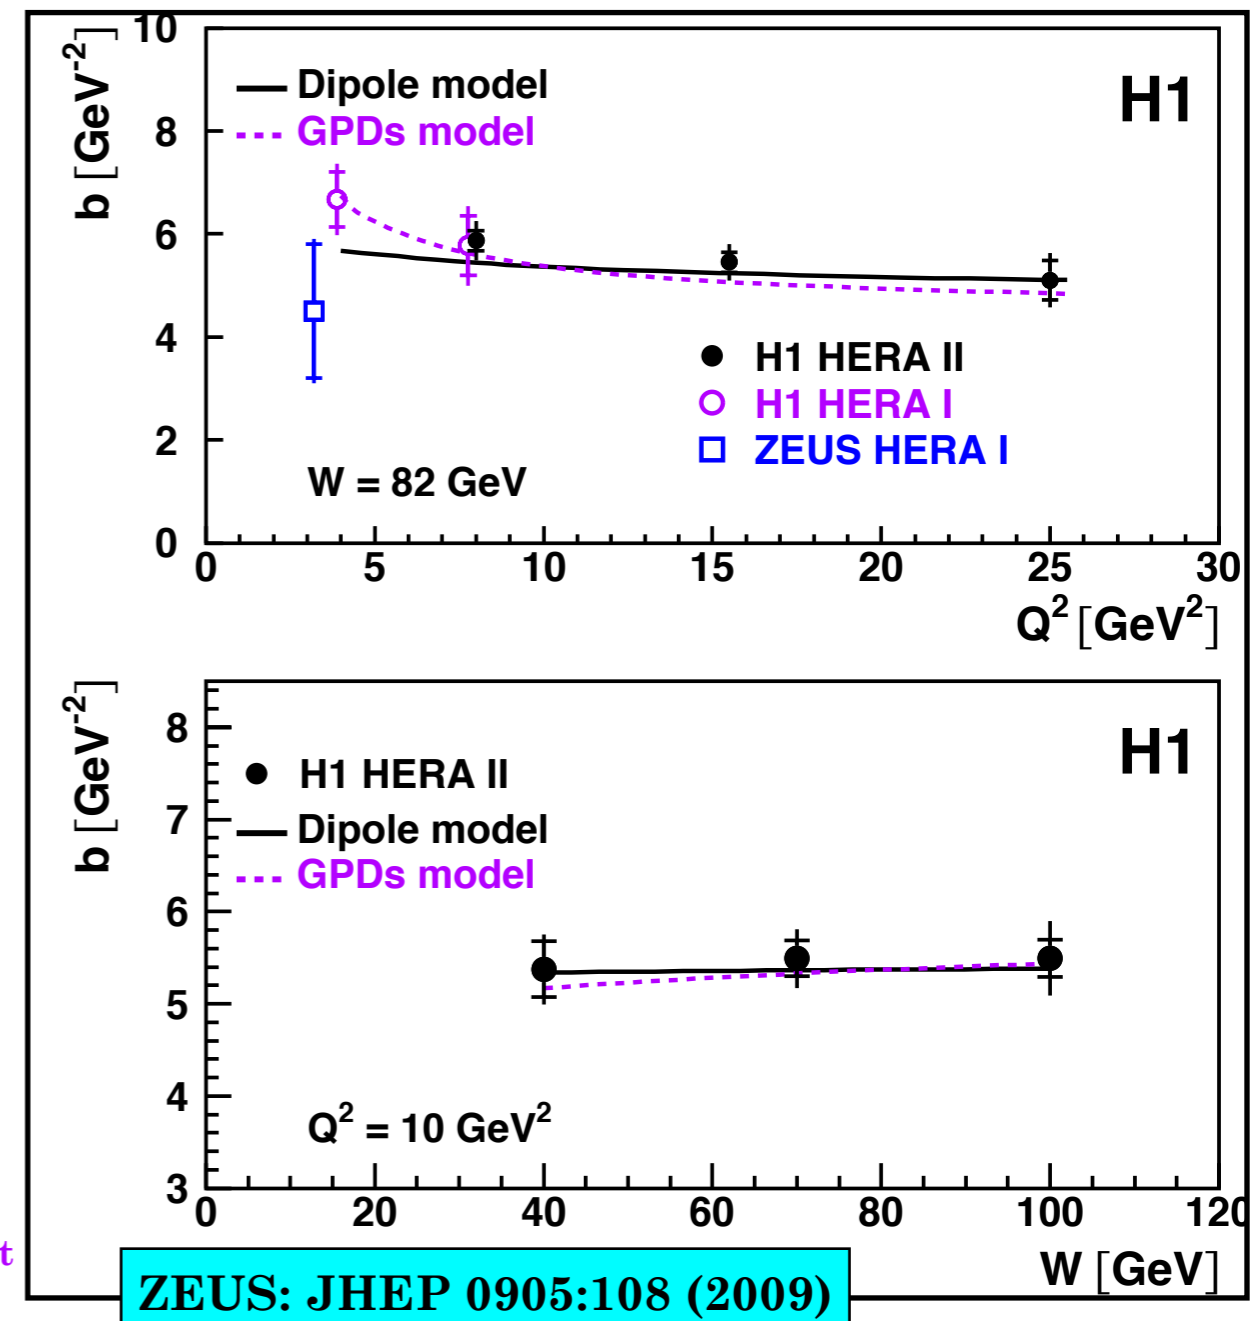 10
8
6
4
2
0
b [GeV⁻²]
Dipole model
GPDs model
H1
H1 HERA II
H1 HERA I
ZEUS HERA I
W = 82 GeV
0 5 10 15 20 25 30
Q² [GeV²]
8
7
6
5
4
3
b [GeV⁻²]
H1 HERA II
Dipole model
GPDs model
H1
Q² = 10 GeV²
0 20 40 60 80 100 120
W [GeV]
t
ZEUS: JHEP 0905:108 (2009)